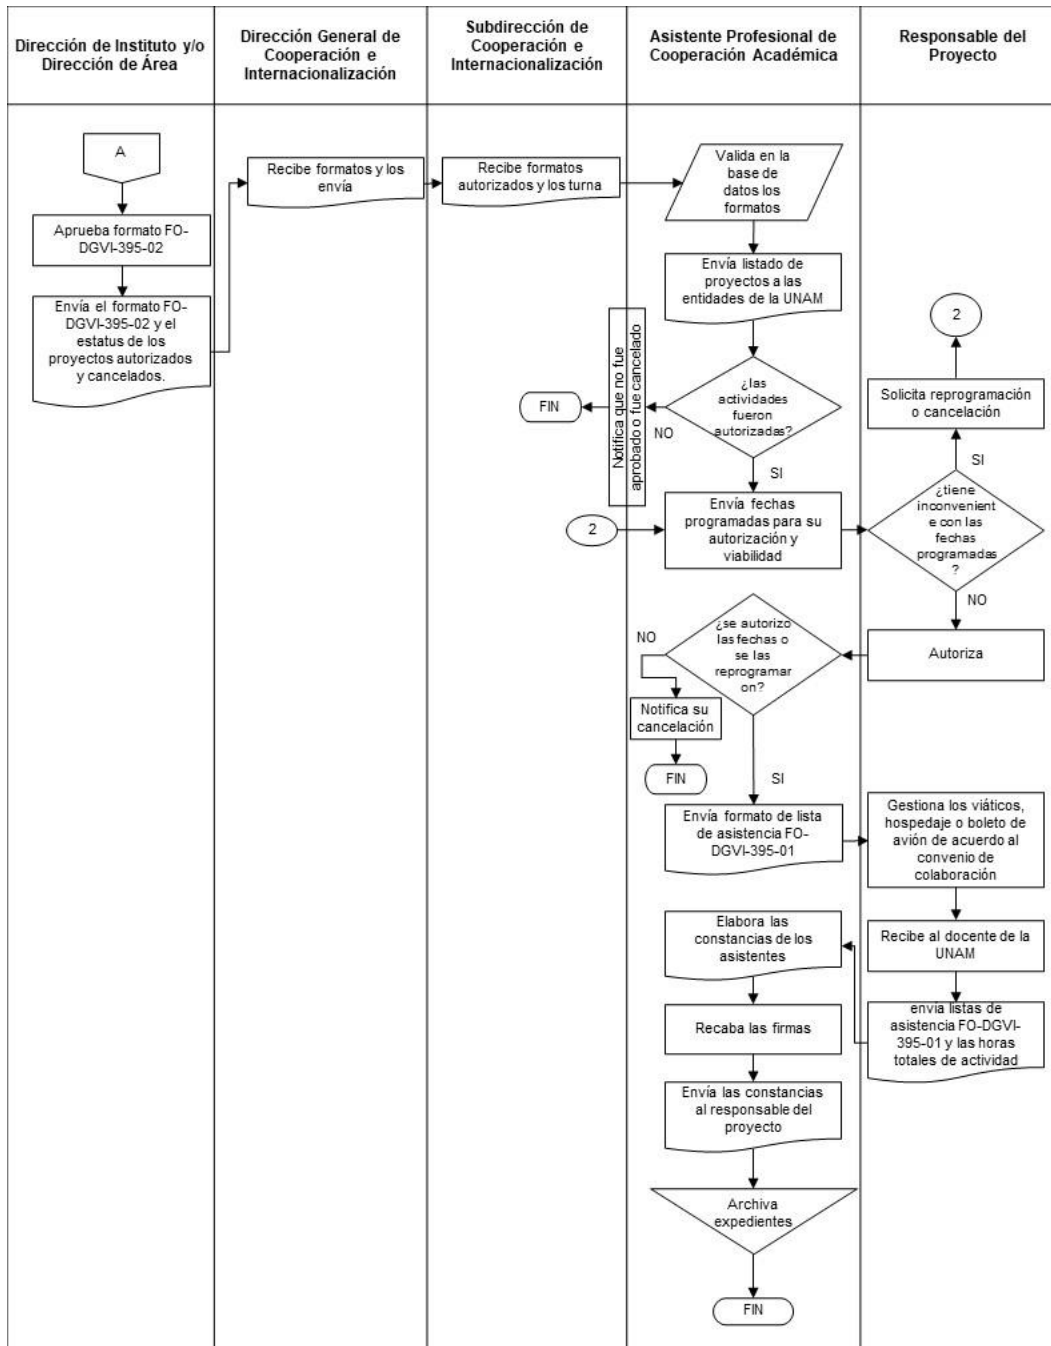 Dirección de Instituto y/o
Dirección de Área
Dirección General de
Cooperación e
Internacionalización
Subdirección de
Cooperación e
Internacionalización
Asistente Profesional de
Cooperación Académica
Responsable del
Proyecto
A
Aprueba formato FO-
DGVI-395-02
Envía el formato FO-
DGVI-395-02 y el
estatus de los
proyectos autorizados
y cancelados.
Recibe formatos y los
envía
Recibe formatos
autorizados y los turna
Valida en la
base de
datos los
formatos
Envía listado de
proyectos a las
entidades de la UNAM
¿las
actividades
fueron
autorizadas?
NO
Notifica que no fue
aprobado o fue cancelado
FIN
SI
2
Envía fechas
programadas para su
autorización y
viabilidad
2
Solicita reprogramación
o cancelación
SI
¿tiene
inconvenient
e con las
fechas
programadas
?
NO
Autoriza
¿se autorizo
las fechas o
se las
reprogramar
on?
NO
Notifica su
cancelación
FIN
SI
Envía formato de lista
de asistencia FO-
DGVI-395-01
Gestiona los viáticos,
hospedaje o boleto de
avión de acuerdo al
convenio de
colaboración
Recibe al docente de la
UNAM
envía listas de
asistencia FO-DGVI-
395-01 y las horas
totales de actividad
Elabora las
constancias de los
asistentes
Recaba las firmas
Envía las constancias
al responsable del
proyecto
Archiva
expedientes
FIN